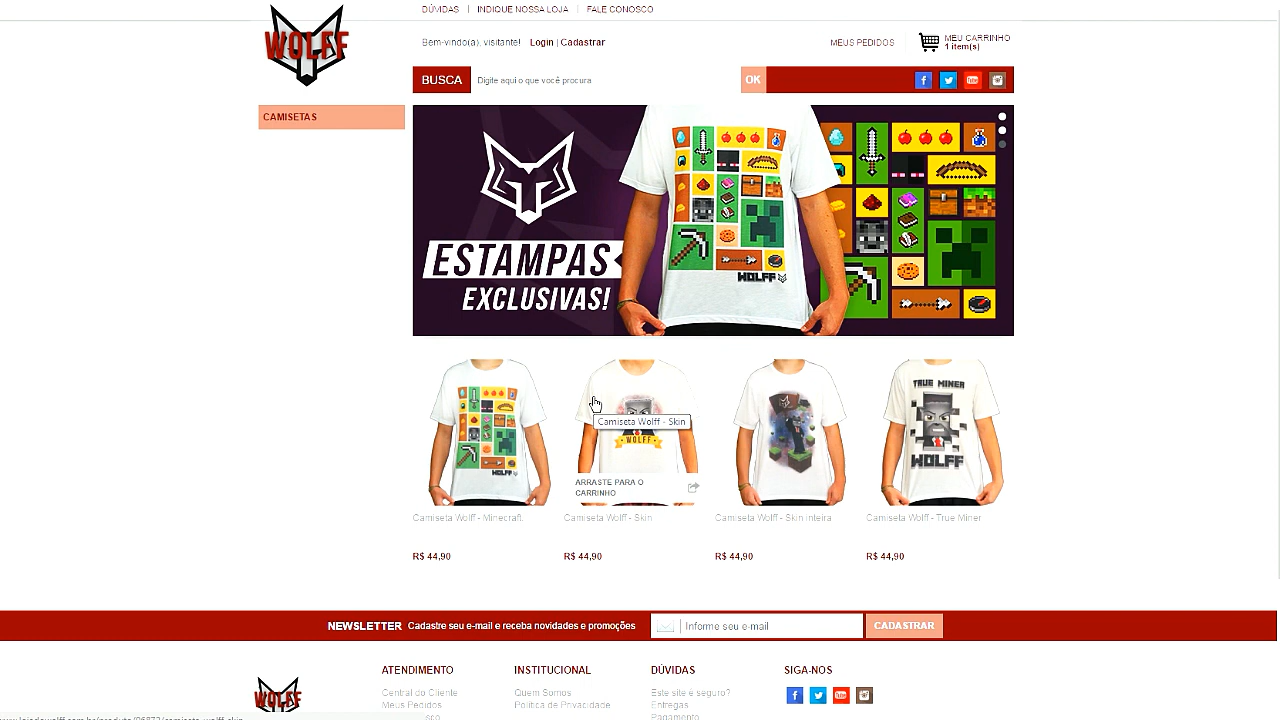 DÚVIDAS | INDIQUE NOSSA LOJA | FALE CONOSCO
WOLFF
Bem-vindo(a), visitante! Login | Cadastrar
MEUS PEDIDOS
MEU CARRINHO
1 item(s)
BUSCA
Digite aqui o que você procura
OK
You
CAMISETAS
ESTAMPAS
EXCLUSIVAS!
WOLFF
WOLFF
WOLFF
TRUE MINER
WOLFF
Camiseta Wolff - Skin
ARRASTE PARA O
CARRINHO
Camiseta Wolff - Minecraft
Camiseta Wolff - Skin
Camiseta Wolff - Skin Inteira
Camiseta Wolff - True Miner
R$ 44,90
R$ 44,90
R$ 44,90
R$ 44,90
NEWSLETTER Cadastre seu e-mail e receba novidades e promoções
Informe seu e-mail
CADASTRAR
WOLFF
ATENDIMENTO
Central do Cliente
Meus Pedidos
INSTITUCIONAL
Quem Somos
Política de Privacidade
DÚVIDAS
Este site é seguro?
Entregas
Pagamento
SIGA-NOS
You